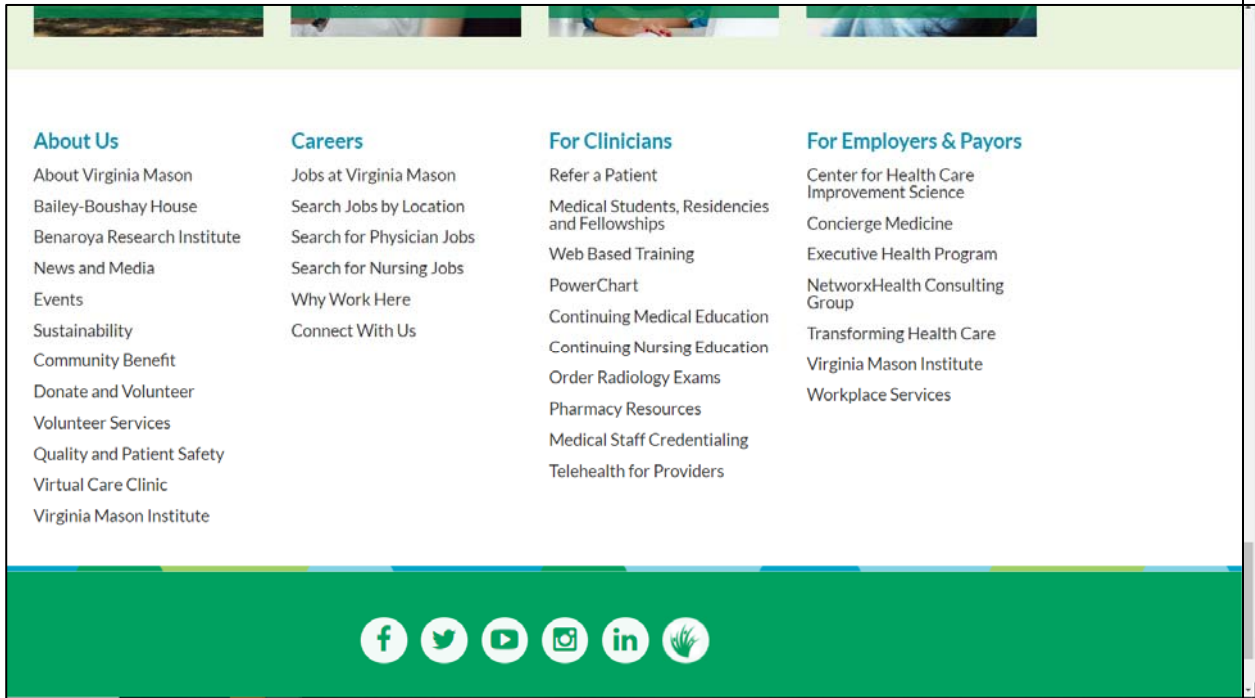 About Us
About Virginia Mason
Bailey-Boushay House
Benaroya Research Institute
News and Media
Events
Sustainability
Community Benefit
Donate and Volunteer
Volunteer Services
Quality and Patient Safety
Virtual Care Clinic
Virginia Mason Institute
Careers
Jobs at Virginia Mason
Search Jobs by Location
Search for Physician Jobs
Search for Nursing Jobs
Why Work Here
Connect With Us
For Clinicians
Refer a Patient
Medical Students, Residencies
and Fellowships
Web Based Training
PowerChart
Continuing Medical Education
Continuing Nursing Education
Order Radiology Exams
Pharmacy Resources
Medical Staff Credentialing
Telehealth for Providers
For Employers & Payors
Center for Health Care
Improvement Science
Concierge Medicine
Executive Health Program
NetworxHealth Consulting
Group
Transforming Health Care
Virginia Mason Institute
Workplace Services